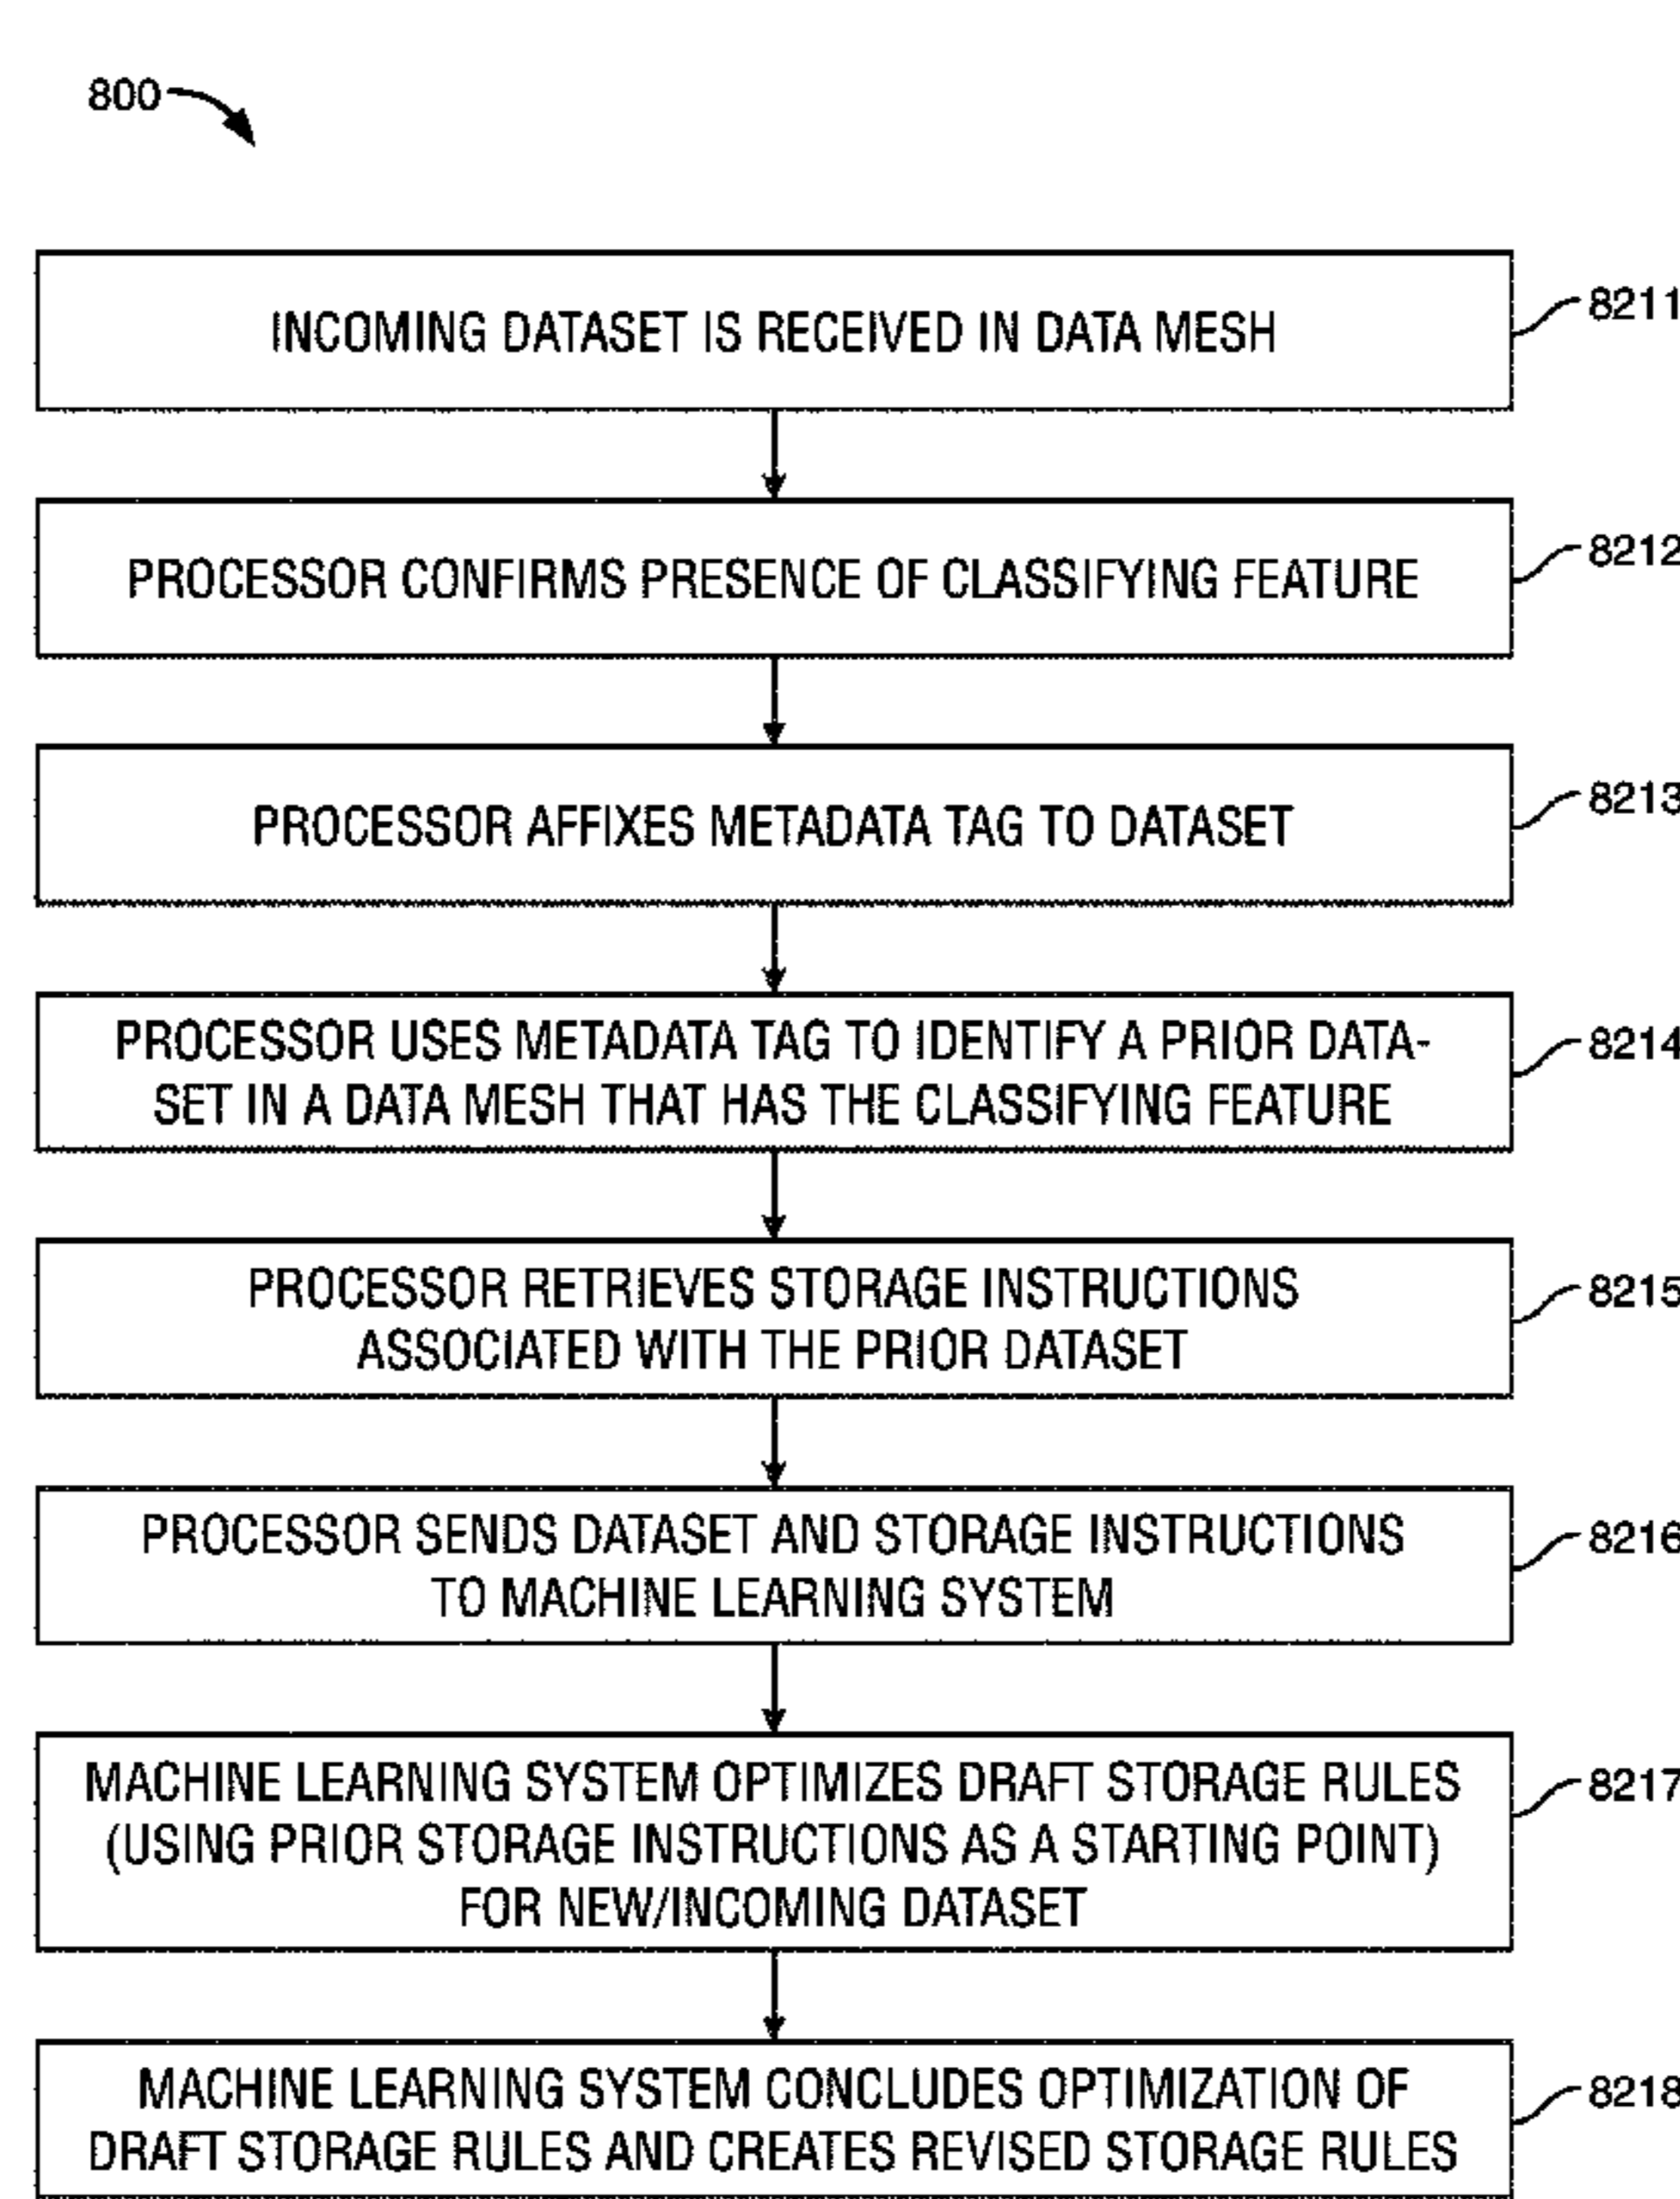 800
INCOMING DATASET IS RECEIVED IN DATA MESH
8211
PROCESSOR CONFIRMS PRESENCE OF CLASSIFYING FEATURE
8212
PROCESSOR AFFIXES METADATA TAG TO DATASET
8213
PROCESSOR USES METADATA TAG TO IDENTIFY A PRIOR DATA-
SET IN A DATA MESH THAT HAS THE CLASSIFYING FEATURE
8214
PROCESSOR RETRIEVES STORAGE INSTRUCTIONS
ASSOCIATED WITH THE PRIOR DATASET
8215
PROCESSOR SENDS DATASET AND STORAGE INSTRUCTIONS
TO MACHINE LEARNING SYSTEM
8216
MACHINE LEARNING SYSTEM OPTIMIZES DRAFT STORAGE RULES
(USING PRIOR STORAGE INSTRUCTIONS AS A STARTING POINT)
FOR NEW/INCOMING DATASET
8217
MACHINE LEARNING SYSTEM CONCLUDES OPTIMIZATION OF
DRAFT STORAGE RULES AND CREATES REVISED STORAGE RULES
8218